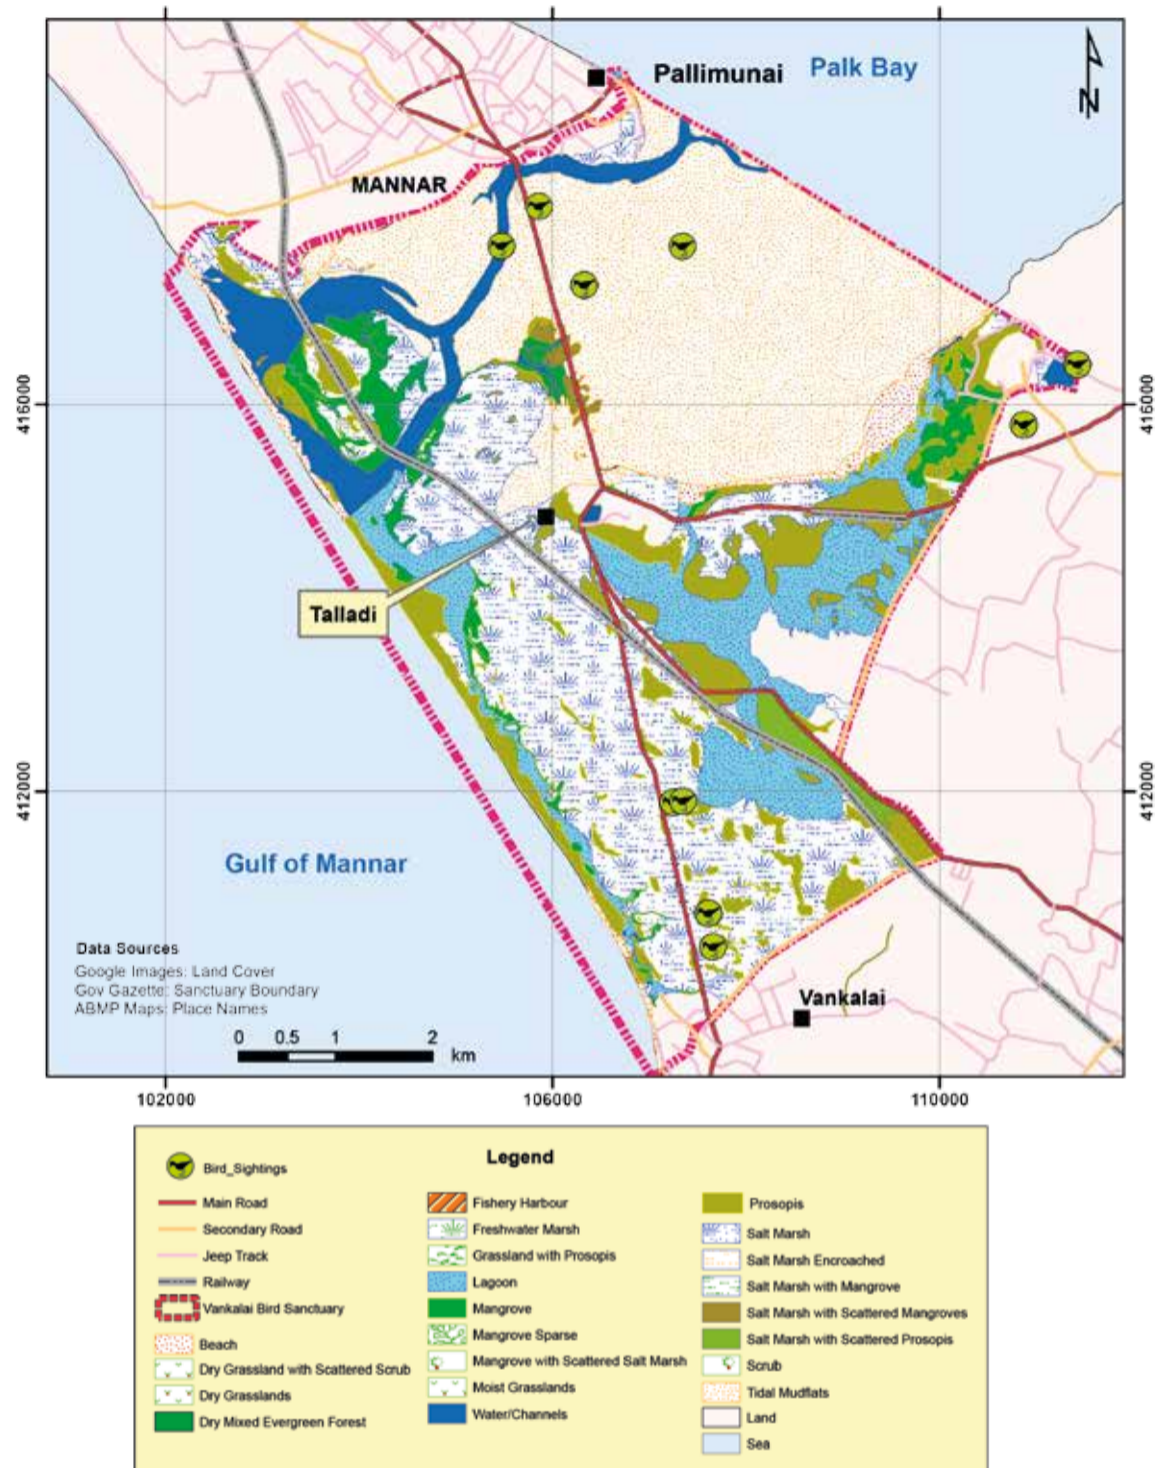 Pallimunai
Palk Bay
N
MANNAR
416000
416000
Talladi
412000
412000
Gulf of Mannar
Data Sources
Google Images: Land Cover
Gov Gazette: Sanctuary Boundary
ABMP Maps: Place Names
Vankalai
0 0.5 1 2
km
102000 106000 110000
Legend
Bird_Sightings
Main Road
Secondary Road
Jeep Track
Railway
Vankalai Bird Sanctuary
Beach
Dry Grassland with Scattered Scrub
Dry Grasslands
Dry Mixed Evergreen Forest
Fishery Harbour
Freshwater Marsh
Grassland with Prosopis
Lagoon
Mangrove
Mangrove Sparse
Mangrove with Scattered Salt Marsh
Moist Grasslands
Water/Channels
Prosopis
Salt Marsh
Salt Marsh Encroached
Salt Marsh with Mangrove
Salt Marsh with Scattered Mangroves
Salt Marsh with Scattered Prosopis
Scrub
Tidal Mudflats
Land
Sea